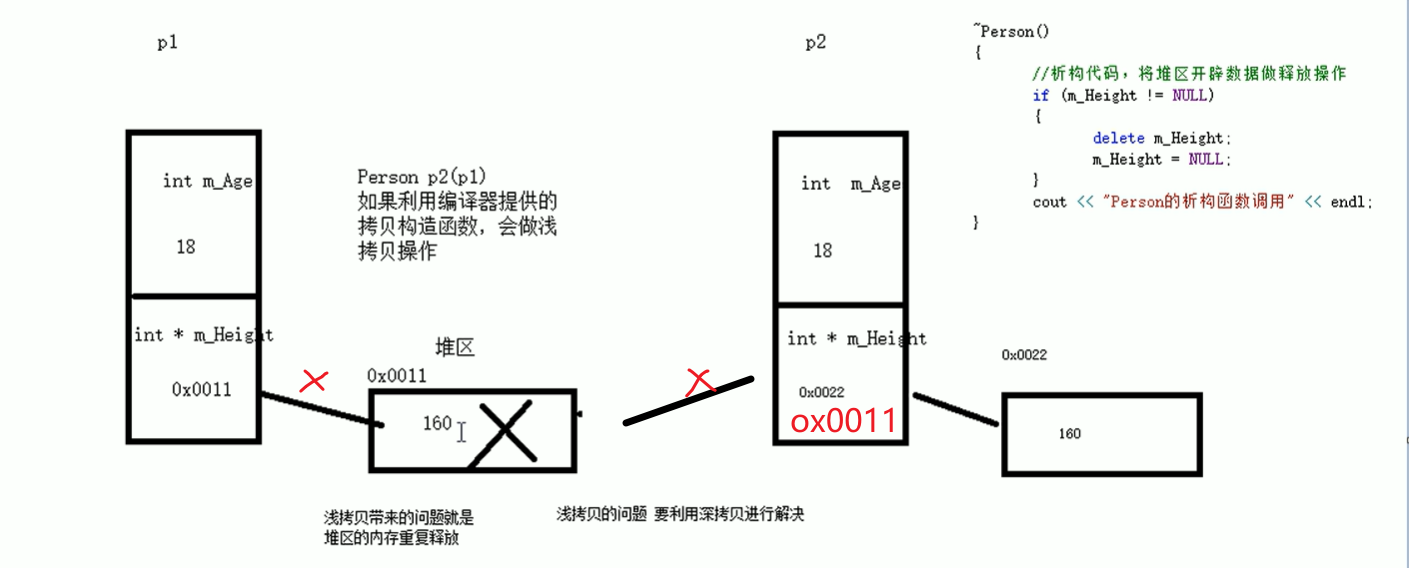 p1
int m_Age
18
int * m_Height
0x0011
Person p2(p1)
如果利用编译器提供的
拷贝构造函数，会做浅
拷贝操作
堆区
0x0011
160
浅拷贝带来的问题就是
堆区的内存重复释放
浅拷贝的问题 要利用深拷贝进行解决
p2
int  m_Age
18
int * m_Height
0x0022
ox0011
0x0022
160
~Person()
{
//析构代码，将堆区开辟数据做释放操作
if (m_Height != NULL)
{
delete m_Height;
m_Height = NULL;
}
cout << "Person的析构函数调用" << endl;
}